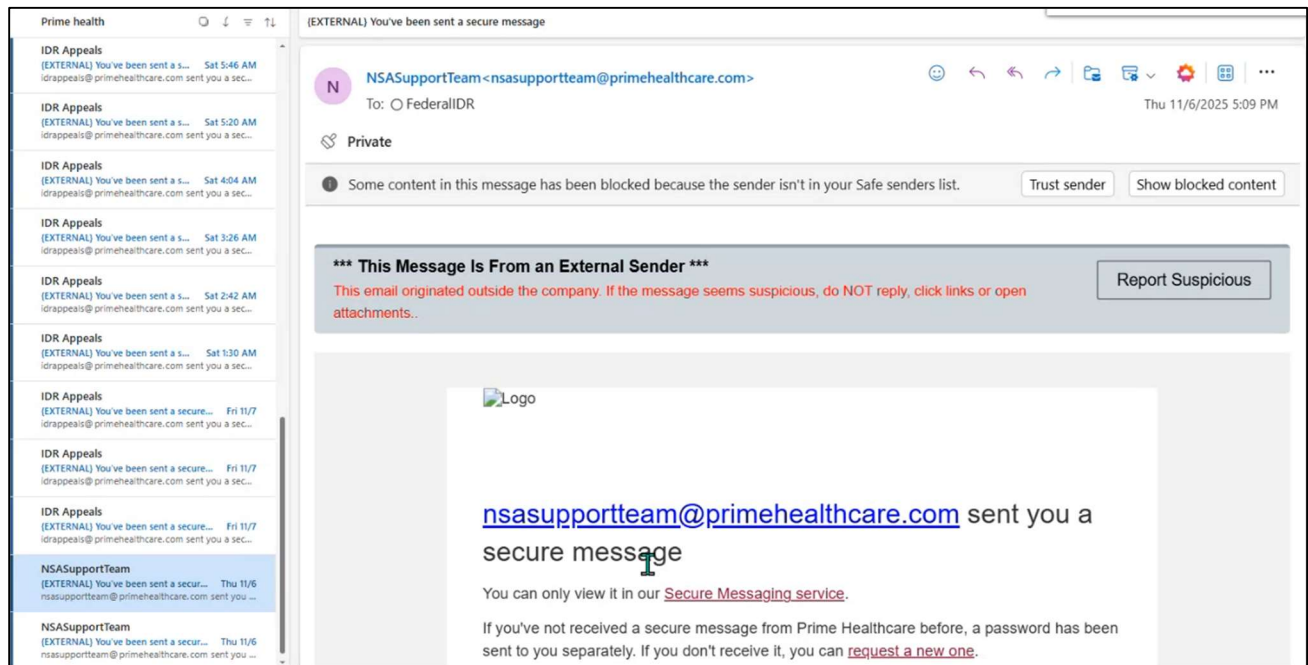 Prime health
IDR Appeals
(EXTERNAL) You've been sent a s... Sat 5:46 AM
idrappeals@primehealthcare.com sent you a sec...
IDR Appeals
(EXTERNAL) You've been sent a s... Sat 5:20 AM
idrappeals@primehealthcare.com sent you a sec...
IDR Appeals
(EXTERNAL) You've been sent a s... Sat 4:04 AM
idrappeals@primehealthcare.com sent you a sec...
IDR Appeals
(EXTERNAL) You've been sent a s... Sat 3:26 AM
idrappeals@primehealthcare.com sent you a sec...
IDR Appeals
(EXTERNAL) You've been sent a s... Sat 2:42 AM
idrappeals@primehealthcare.com sent you a sec...
IDR Appeals
(EXTERNAL) You've been sent a s... Sat 1:30 AM
idrappeals@primehealthcare.com sent you a sec...
IDR Appeals
(EXTERNAL) You've been sent a secure... Fri 11/7
idrappeals@primehealthcare.com sent you a sec...
IDR Appeals
(EXTERNAL) You've been sent a secure... Fri 11/7
idrappeals@primehealthcare.com sent you a sec...
IDR Appeals
(EXTERNAL) You've been sent a secure... Fri 11/7
idrappeals@primehealthcare.com sent you a sec...
NSASupportTeam
(EXTERNAL) You've been sent a secur... Thu 11/6
nsasupportteam@primehealthcare.com sent you ...
NSASupportTeam
(EXTERNAL) You've been sent a secur... Thu 11/6
nsasupportteam@primehealthcare.com sent you ...
(EXTERNAL) You've been sent a secure message
N
NSASupportTeam<nsasupportteam@primehealthcare.com>
To: FederalIDR
Thu 11/6/2025 5:09 PM
Private
Some content in this message has been blocked because the sender isn't in your Safe senders list.
Trust sender
Show blocked content
*** This Message Is From an External Sender ***
This email originated outside the company. If the message seems suspicious, do NOT reply, click links or open
attachments..
Report Suspicious
Logo
nsasupportteam@primehealthcare.com sent you a
secure message
You can only view it in our Secure Messaging service.
If you've not received a secure message from Prime Healthcare before, a password has been
sent to you separately. If you don't receive it, you can request a new one.